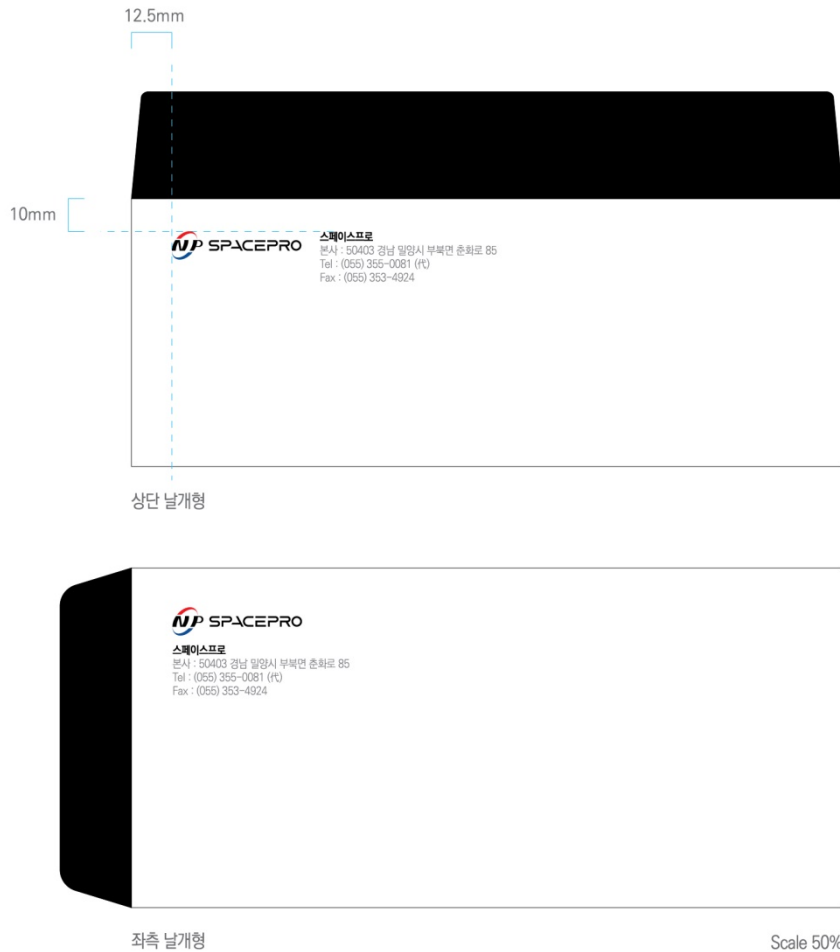 12.5mm
10mm
NP SPACEPRO
스페이스프로
본사 : 50403 경남 밀양시 부북면 춘화로 85
Tel : (055) 355-0081 (代)
Fax : (055) 353-4924
상단 날개형
NP SPACEPRO
스페이스프로
본사 : 50403 경남 밀양시 부북면 춘화로 85
Tel : (055) 355-0081 (代)
Fax : (055) 353-4924
좌측 날개형
Scale 50%